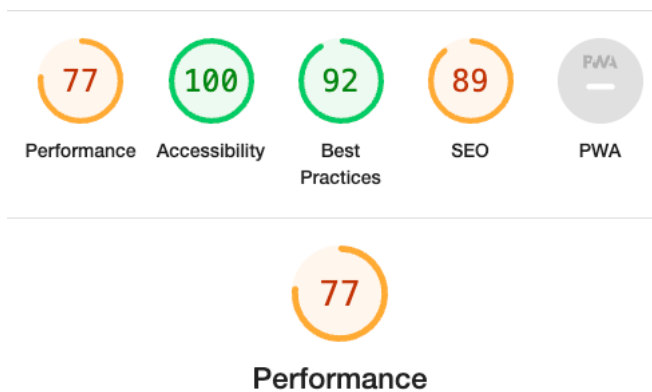 77 100 92 89 PWA
Performance Accessibility Best Practices SEO PWA
77
Performance